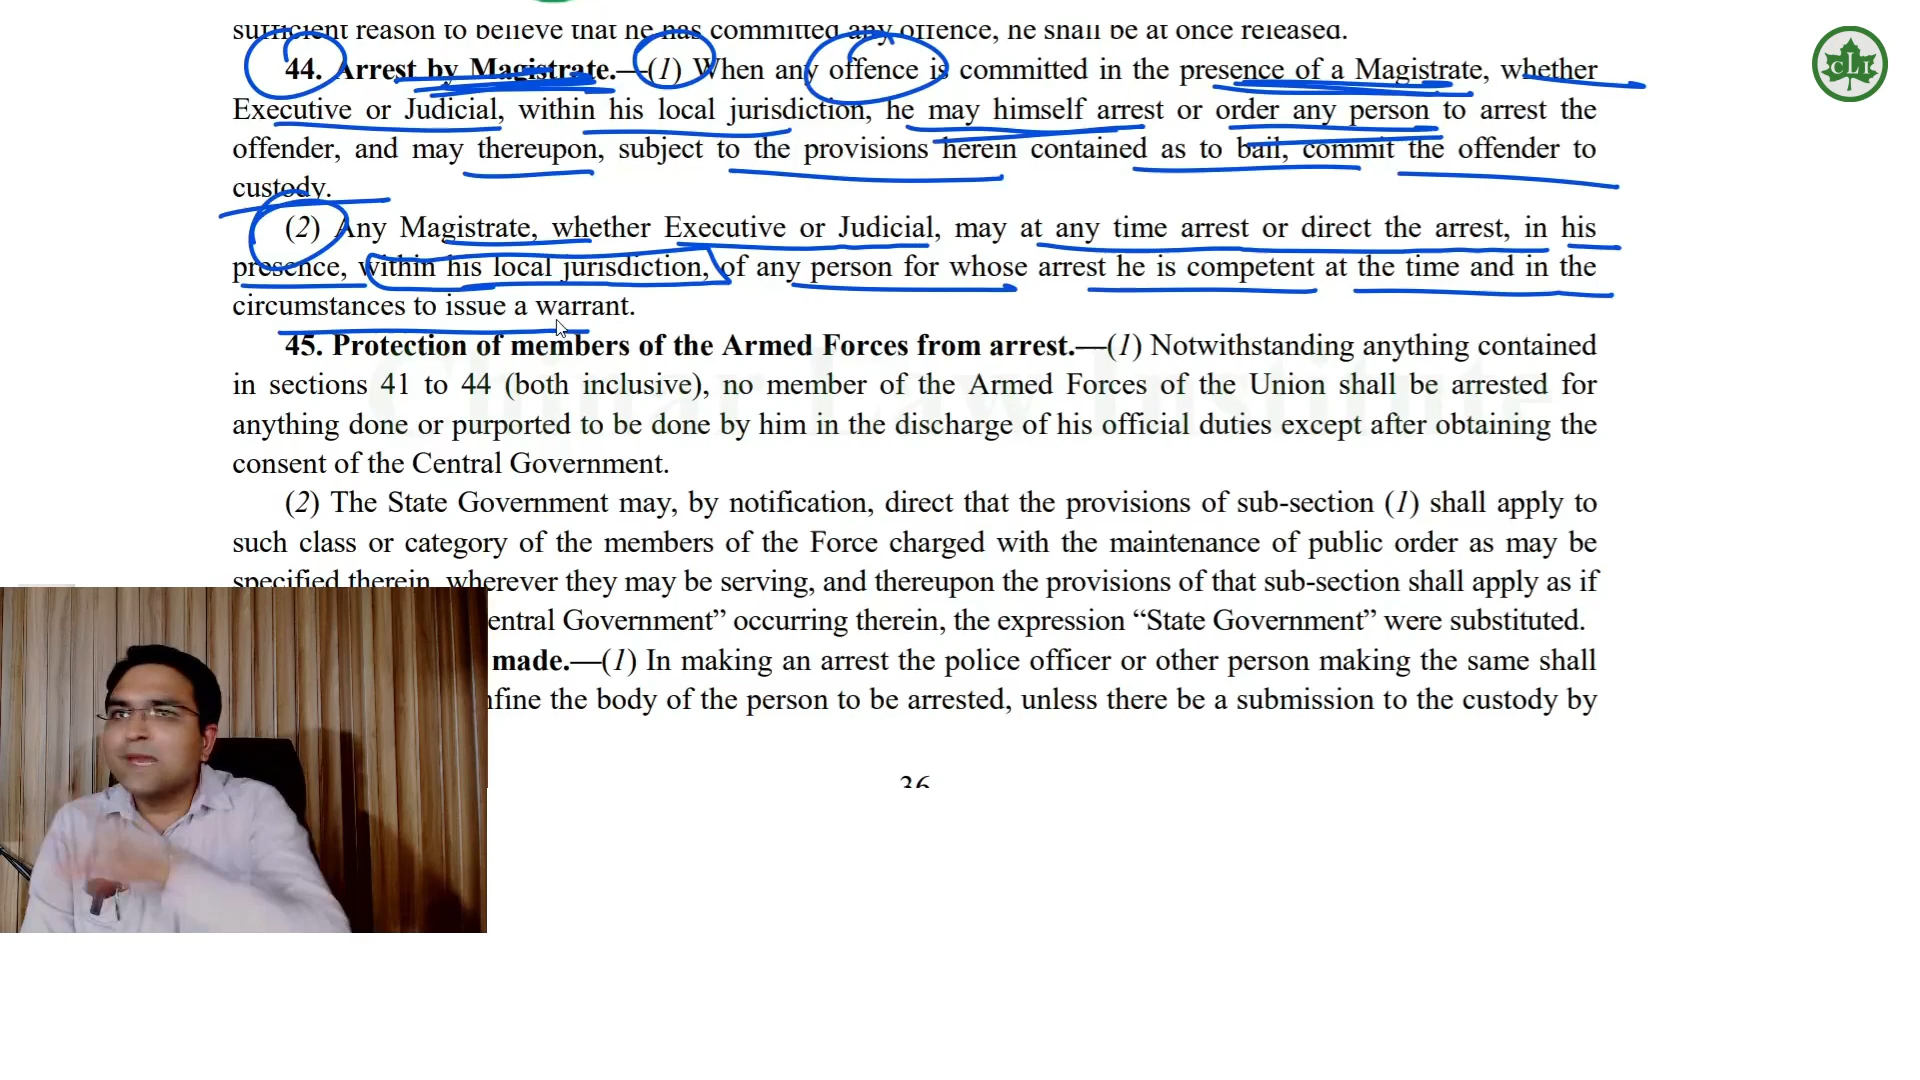 sufficient reason to believe that he has committed any offence, he shall be at once released.
44. Arrest by Magistrate.—(1) When any offence is committed in the presence of a Magistrate, whether
Executive or Judicial, within his local jurisdiction, he may himself arrest or order any person to arrest the
offender, and may thereupon, subject to the provisions herein contained as to bail, commit the offender to
custody.
(2) Any Magistrate, whether Executive or Judicial, may at any time arrest or direct the arrest, in his
presence, within his local jurisdiction, of any person for whose arrest he is competent at the time and in the
circumstances to issue a warrant.
45. Protection of members of the Armed Forces from arrest.—(1) Notwithstanding anything contained
in sections 41 to 44 (both inclusive), no member of the Armed Forces of the Union shall be arrested for
anything done or purported to be done by him in the discharge of his official duties except after obtaining the
consent of the Central Government.
(2) The State Government may, by notification, direct that the provisions of sub-section (1) shall apply to
such class or category of the members of the Force charged with the maintenance of public order as may be
specified therein, wherever they may be serving, and thereupon the provisions of that sub-section shall apply as if
entral Government” occurring therein, the expression “State Government” were substituted.
made.—(1) In making an arrest the police officer or other person making the same shall
nfine the body of the person to be arrested, unless there be a submission to the custody by
36
Chinar Law Institute
cLi